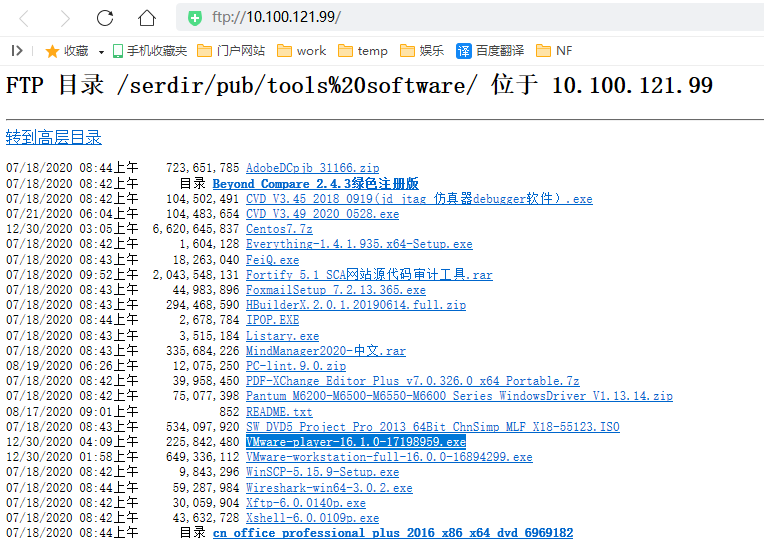 ftp://10.100.121.99/
收藏 手机收藏夹 门户网站 work temp 娱乐 译 百度翻译 NF
FTP 目录 /serdir/pub/tools%20software/ 位于 10.100.121.99
转到高层目录
07/18/2020 08:44上午 723,651,785 AdobeDCpjb_31166.zip
07/18/2020 08:42上午 目录 Beyond Compare 2.4.3绿色注册版
07/18/2020 08:42上午 104,502,491 CVD_V3.45_2018_0919(jd_jtag_仿真器debugger软件).exe
07/21/2020 06:04上午 104,483,654 CVD_V3.49_2020_0528.exe
12/30/2020 03:05上午 6,620,645,837 Centos7.7z
07/18/2020 08:42上午 1,604,128 Everything-1.4.1.935.x64-Setup.exe
07/18/2020 08:43上午 18,263,040 FeiQ.exe
07/18/2020 09:52上午 2,043,548,131 Fortify_5.1_SCA网站源代码审计工具.rar
07/18/2020 08:43上午 44,983,896 FoxmailSetup_7.2.13.365.exe
07/18/2020 08:43上午 294,468,590 HBuilderX.2.0.1.20190614.full.zip
07/18/2020 08:44上午 2,678,784 IPOP.EXE
07/18/2020 08:43上午 3,515,184 Listary.exe
07/18/2020 08:43上午 335,684,226 MindManager2020-中文.rar
08/19/2020 06:26上午 12,075,250 PC-lint.9.0.zip
07/18/2020 08:42上午 39,958,450 PDF-XChange_Editor_Plus_v7.0.326.0_x64_Portable.7z
07/18/2020 08:42上午 75,077,398 Pantum_M6200-M6500-M6550-M6600_Series_WindowsDriver_V1.13.14.zip
08/17/2020 09:01上午 852 README.txt
07/18/2020 08:43上午 534,097,920 SW_DVD5_Project_Pro_2013_64Bit_ChnSimp_MLF_X18-55123.ISO
12/30/2020 04:09上午 225,842,480 VMware-player-16.1.0-17198959.exe
12/30/2020 01:58上午 649,336,112 VMware-workstation-full-16.0.0-16894299.exe
07/18/2020 08:42上午 9,843,296 WinSCP-5.15.9-Setup.exe
07/18/2020 08:44上午 59,287,984 Wireshark-win64-3.0.2.exe
07/18/2020 08:42上午 30,059,904 Xftp-6.0.0140p.exe
07/18/2020 08:42上午 43,632,728 Xshell-6.0.0109p.exe
07/18/2020 08:44上午 目录 cn_office_professional_plus_2016_x86_x64_dvd_6969182